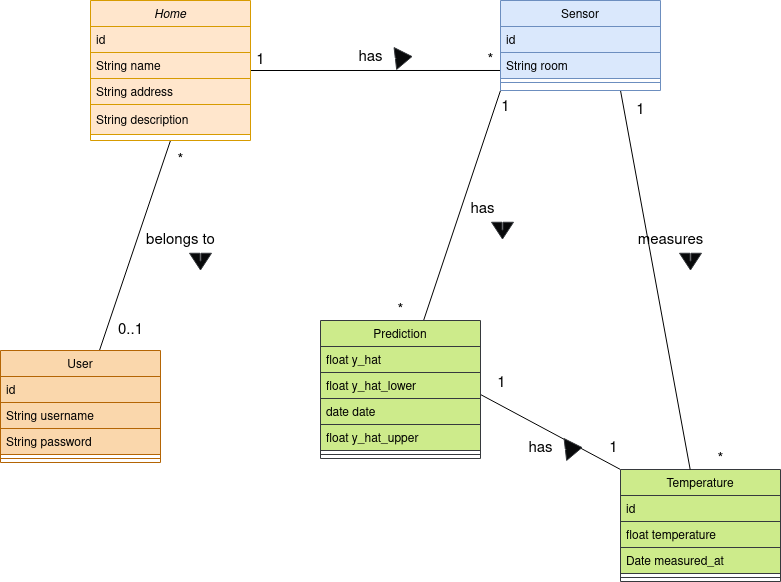 Home
id
String name
String address
String description
1
has
*
Sensor
id
String room
1
1
*
belongs to
0..1
has
*
measures
*
User
id
String username
String password
Prediction
float y_hat
float y_hat_lower
date date
float y_hat_upper
1
has
1
Temperature
id
float temperature
Date measured_at